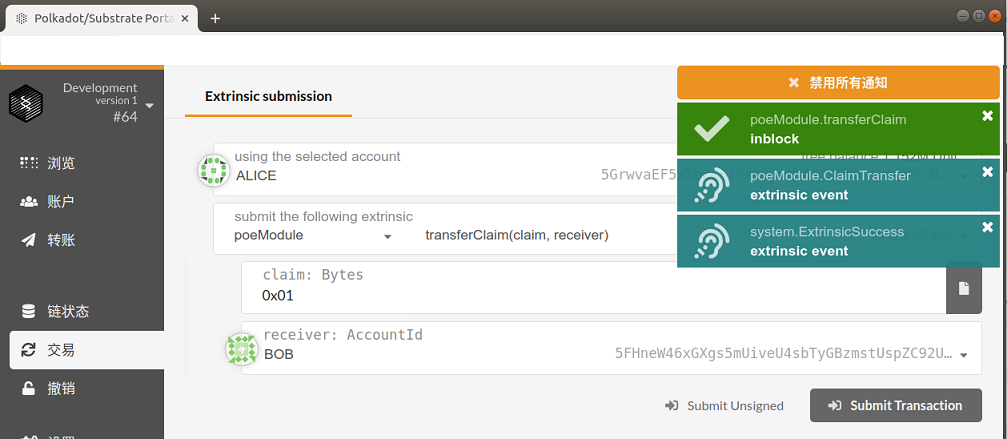 Polkadot/Substrate Porta
Development
version 1
#64
浏览
账户
转账
链状态
交易
撤销
Extrinsic submission
禁用所有通知
poeModule.transferClaim
inblock
poeModule.ClaimTransfer
extrinsic event
system.ExtrinsicSuccess
extrinsic event
using the selected account
free balance
ALICE
5GrwvaEF5
submit the following extrinsic
poeModule
transferClaim(claim, receiver)
claim: Bytes
0x01
receiver: AccountId
BOB
5FHneW46xGXgs5mUiveU4sbTyGBzmstUspZC92U…
Submit Unsigned
Submit Transaction